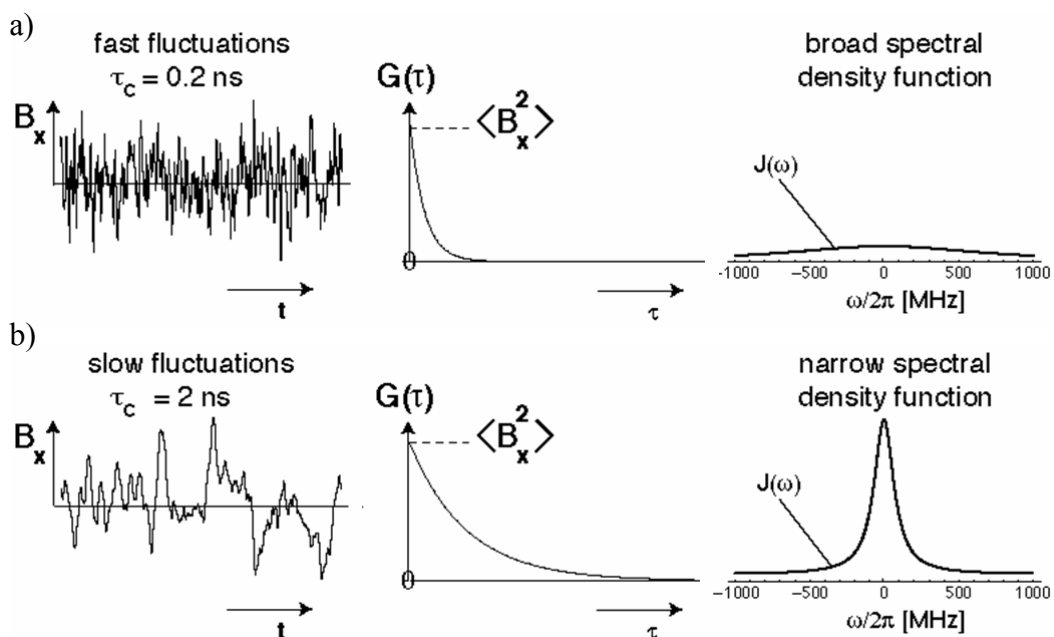 a)
fast fluctuations
τc = 0.2 ns
Bx
t
G(τ)
⟨Bx²⟩
0
τ
broad spectral
density function
J(ω)
-1000 −500 0 500 1000
ω/2π [MHz]
b)
slow fluctuations
τc = 2 ns
Bx
t
G(τ)
⟨Bx²⟩
0
τ
narrow spectral
density function
J(ω)
-1000 −500 0 500 1000
ω/2π [MHz]